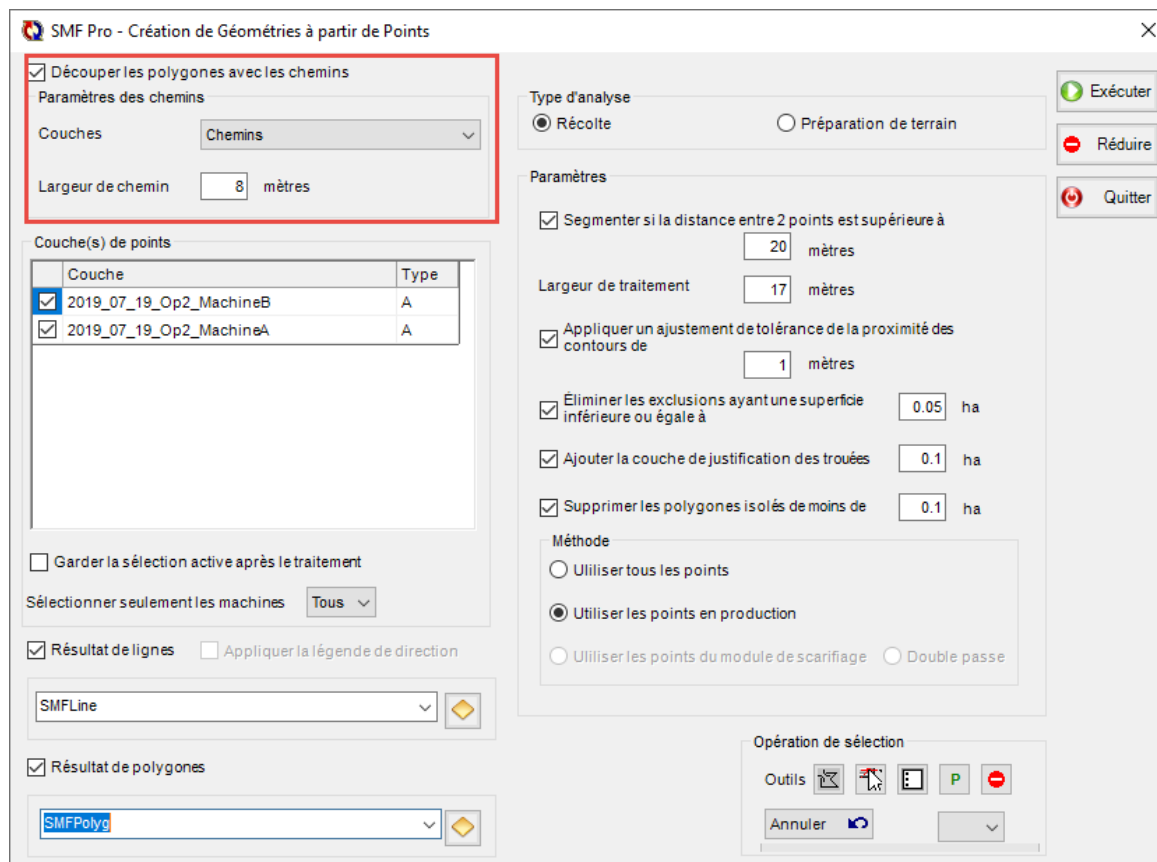 SMF Pro - Création de Géométries à partir de Points
Découper les polygones avec les chemins
Paramètres des chemins
Couches Chemins
Largeur de chemin 8 mètres
Couche(s) de points
Couche Type
2019_07_19_Op2_MachineB A
2019_07_19_Op2_MachineA A
Garder la sélection active après le traitement
Sélectionner seulement les machines Tous
Résultat de lignes Appliquer la légende de direction
SMFLine
Résultat de polygones
SMFPolyg
Type d'analyse
Récolte Préparation de terrain
Paramètres
Segmenter si la distance entre 2 points est supérieure à
20 mètres
Largeur de traitement 17 mètres
Appliquer un ajustement de tolérance de la proximité des
contours de
1 mètres
Éliminer les exclusions ayant une superficie
inférieure ou égale à 0.05 ha
Ajouter la couche de justification des trouées 0.1 ha
Supprimer les polygones isolés de moins de 0.1 ha
Méthode
Uliliser tous les points
Utiliser les points en production
Uliliser les points du module de scarifiage Double passe
Opération de sélection
Outils P
Annuler
Exécuter
Réduire
Quitter